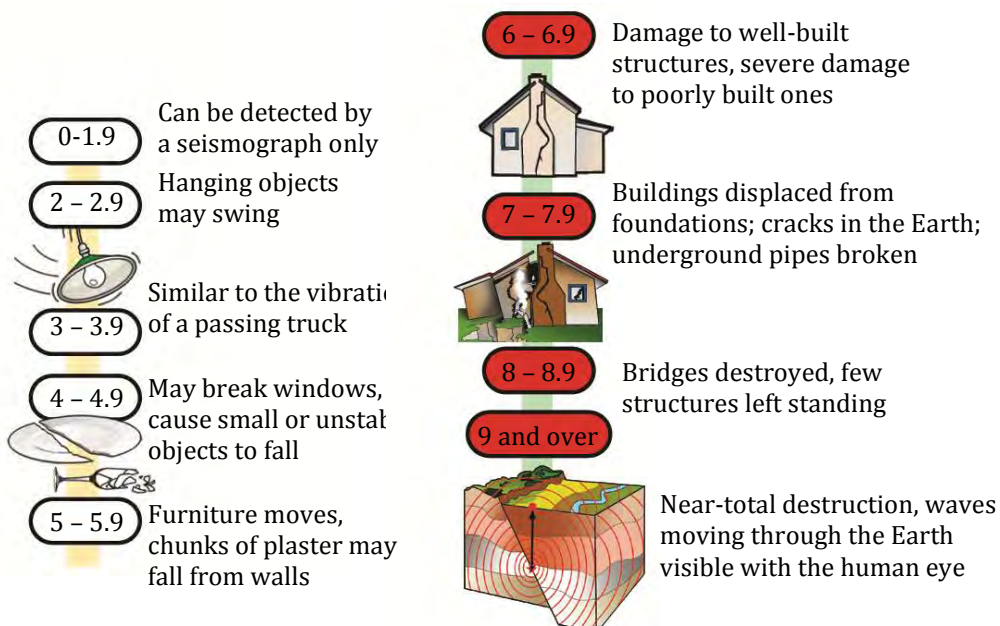 0-1.9
Can be detected by
a seismograph only
2 – 2.9
Hanging objects
may swing
3 – 3.9
Similar to the vibratio
of a passing truck
4 – 4.9
May break windows,
cause small or unstab
objects to fall
5 – 5.9
Furniture moves,
chunks of plaster may
fall from walls
6 – 6.9
Damage to well-built
structures, severe damage
to poorly built ones
7 – 7.9
Buildings displaced from
foundations; cracks in the Earth;
underground pipes broken
8 – 8.9
Bridges destroyed, few
structures left standing
9 and over
Near-total destruction, waves
moving through the Earth
visible with the human eye